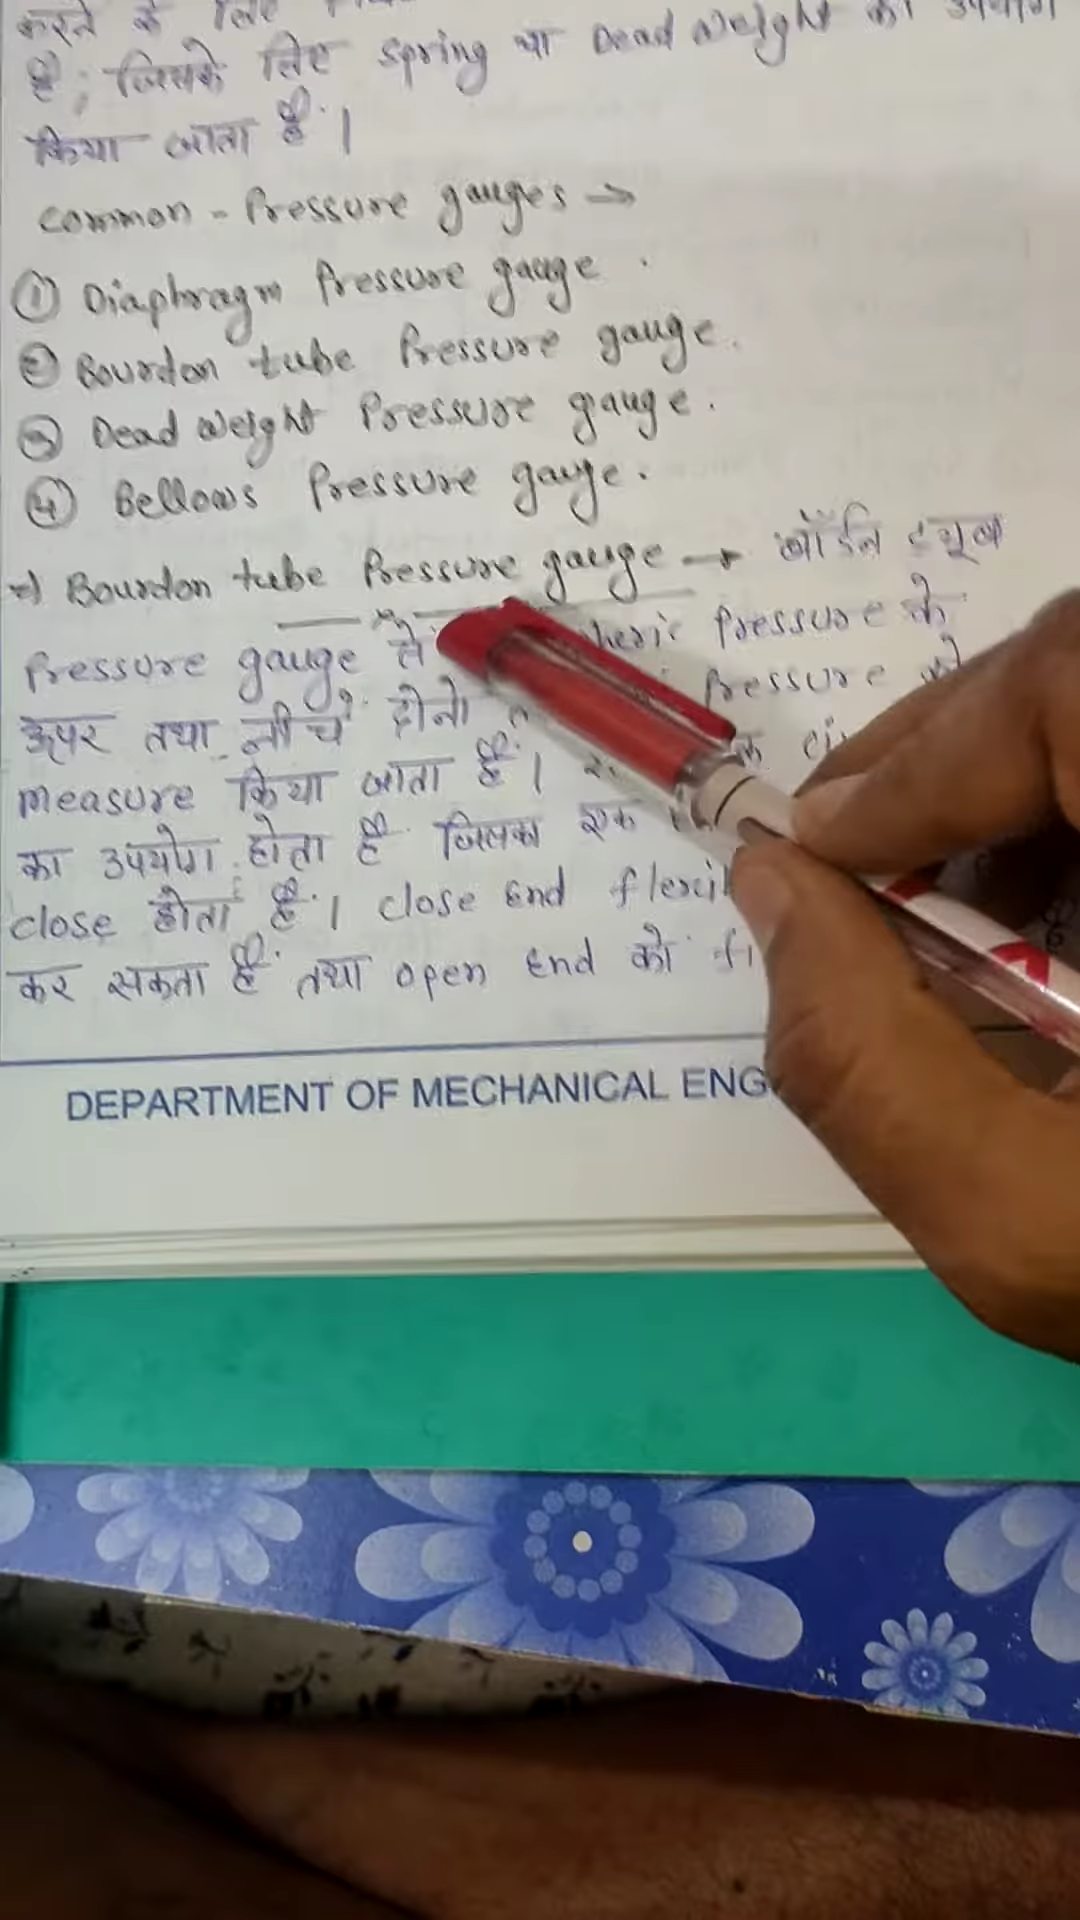 करने के लिए
है; जिसके लिए spring या Dead weight का उपयोग
किया जाता है।
common - Pressure gauges →
① Diaphragm Pressure gauge.
② Bourdon tube Pressure gauge.
③ Dead weight Pressure gauge.
④ Bellows Pressure gauge.
⇒ Bourdon tube Pressure gauge → बॉर्डन ट्यूब
Pressure gauge से Pressure के
ऊपर तथा नीचे दोनो Pressure को
measure किया जाता है।
का उपयोग होता है जिसका एक
close होता है। close End
कर सकता है तथा open End को
DEPARTMENT OF MECHANICAL